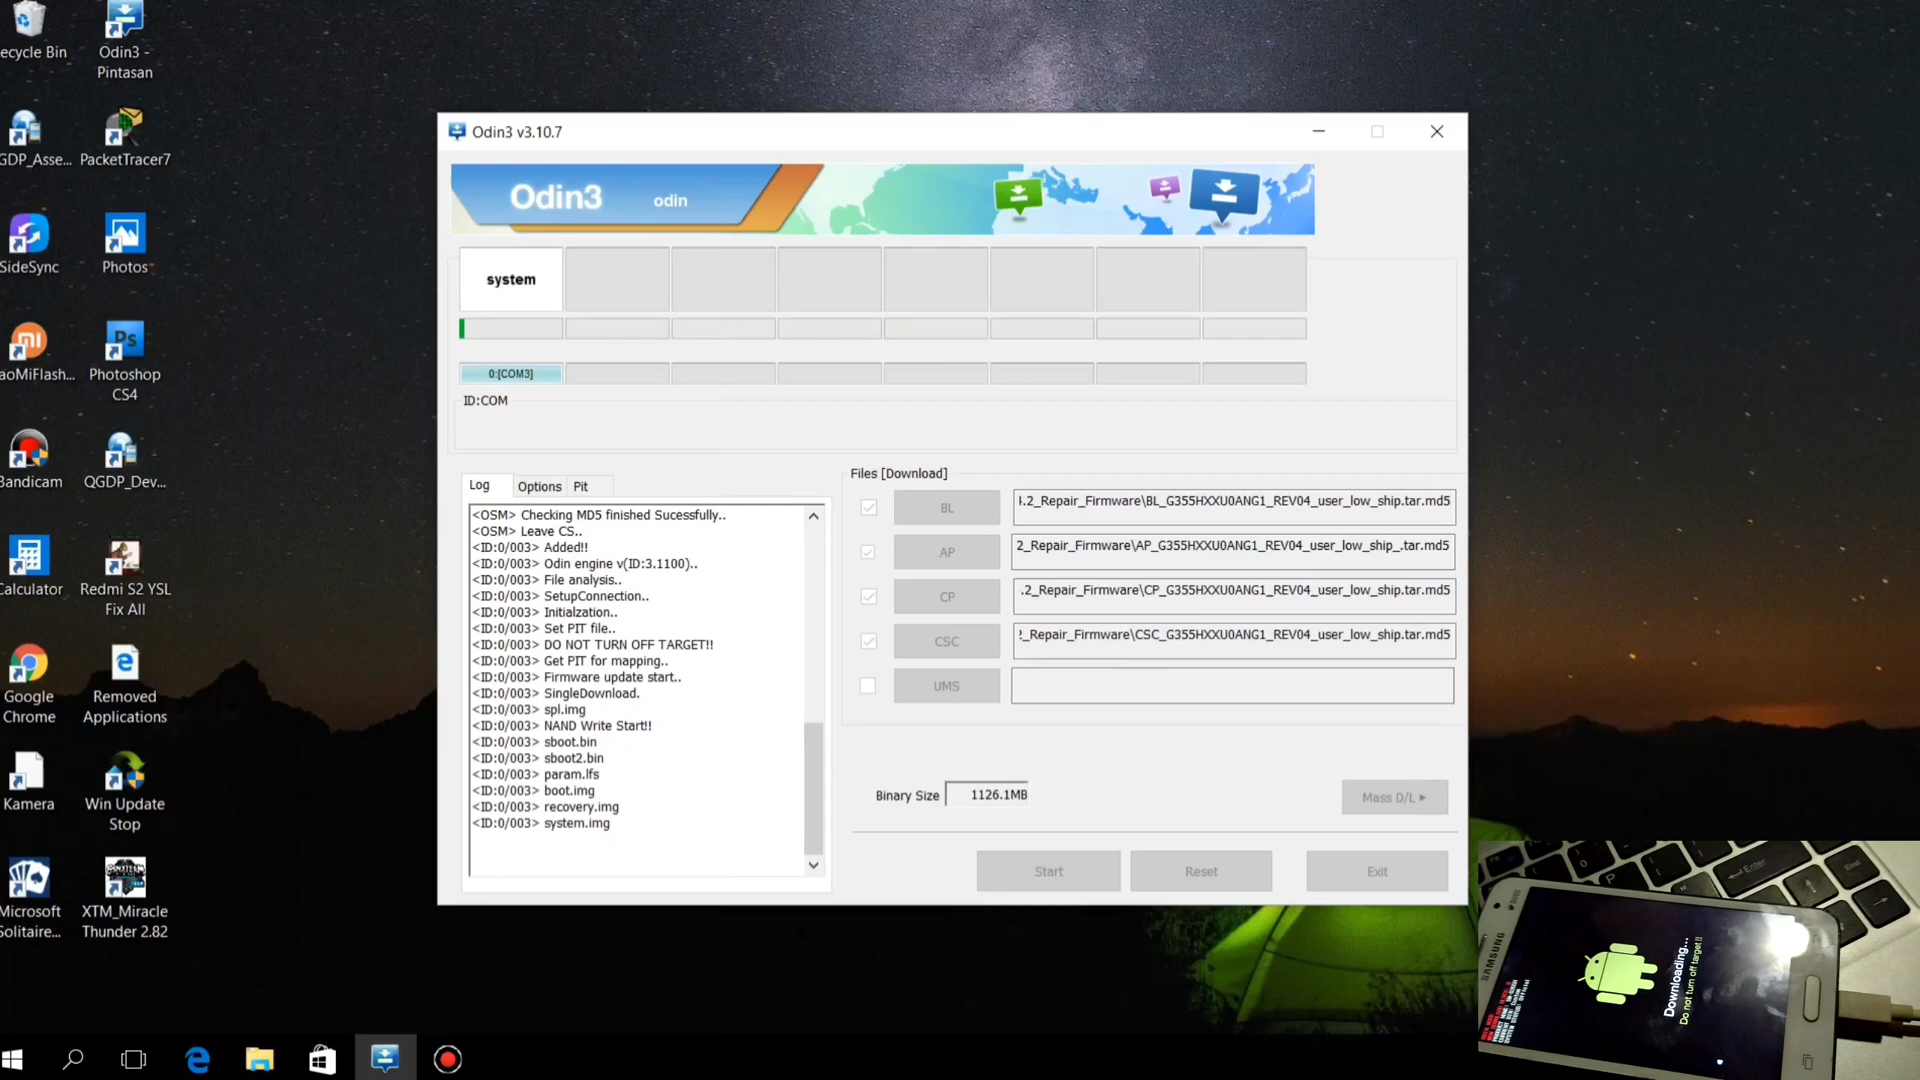 ecycle Bin
Odin3 -
Pintasan
GDP_Asse...
PacketTracer7
SideSync
Photos
aoMiFlash...
Photoshop
CS4
Bandicam
QGDP_Dev...
Calculator
Redmi S2 YSL
Fix All
Google
Chrome
Removed
Applications
Kamera
Win Update
Stop
Microsoft
Solitaire...
XTM_Miracle
Thunder 2.82
Ps
Odin3 v3.10.7
Odin3 odin
system
0:[COM3]
ID:COM
Log Options Pit
<OSM> Checking MD5 finished Sucessfully..
<OSM> Leave CS..
<ID:0/003> Added!!
<ID:0/003> Odin engine v(ID:3.1100)..
<ID:0/003> File analysis..
<ID:0/003> SetupConnection..
<ID:0/003> Initialzation..
<ID:0/003> Set PIT file..
<ID:0/003> DO NOT TURN OFF TARGET!!
<ID:0/003> Get PIT for mapping..
<ID:0/003> Firmware update start..
<ID:0/003> SingleDownload.
<ID:0/003> spl.img
<ID:0/003> NAND Write Start!!
<ID:0/003> sboot.bin
<ID:0/003> sboot2.bin
<ID:0/003> param.lfs
<ID:0/003> boot.img
<ID:0/003> recovery.img
<ID:0/003> system.img
Files [Download]
BL .2_Repair_Firmware\BL_G355HXXU0ANG1_REV04_user_low_ship.tar.md5
AP 2_Repair_Firmware\AP_G355HXXU0ANG1_REV04_user_low_ship_.tar.md5
CP .2_Repair_Firmware\CP_G355HXXU0ANG1_REV04_user_low_ship.tar.md5
CSC _Repair_Firmware\CSC_G355HXXU0ANG1_REV04_user_low_ship.tar.md5
UMS
Binary Size 1126.1MB
Mass D/L
Start Reset Exit
Enter
SAMSUNG
Downloading...
Do not turn off target!!